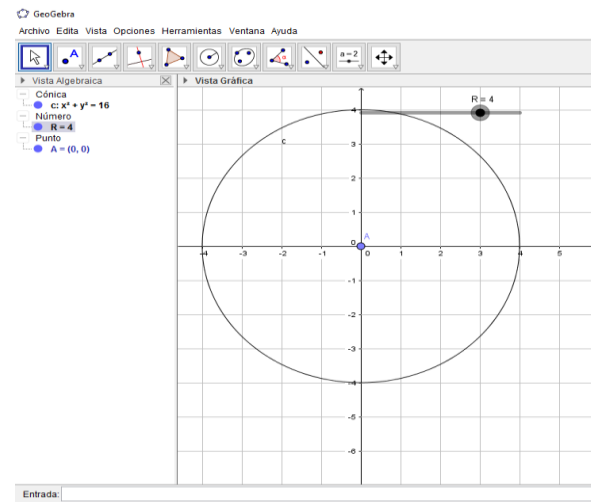 GeoGebra
Archivo Edita Vista Opciones Herramientas Ventana Ayuda
A a = 2
Vista Algebraica
Vista Gráfica
Cónica
c: x² + y² = 16
Número
R = 4
Punto
A = (0, 0)
R = 4
4
c
3
2
1
A
0
-4 -3 -2 -1 0 1 2 3 4 5
-1
-2
-3
-4
-5
-6
Entrada: